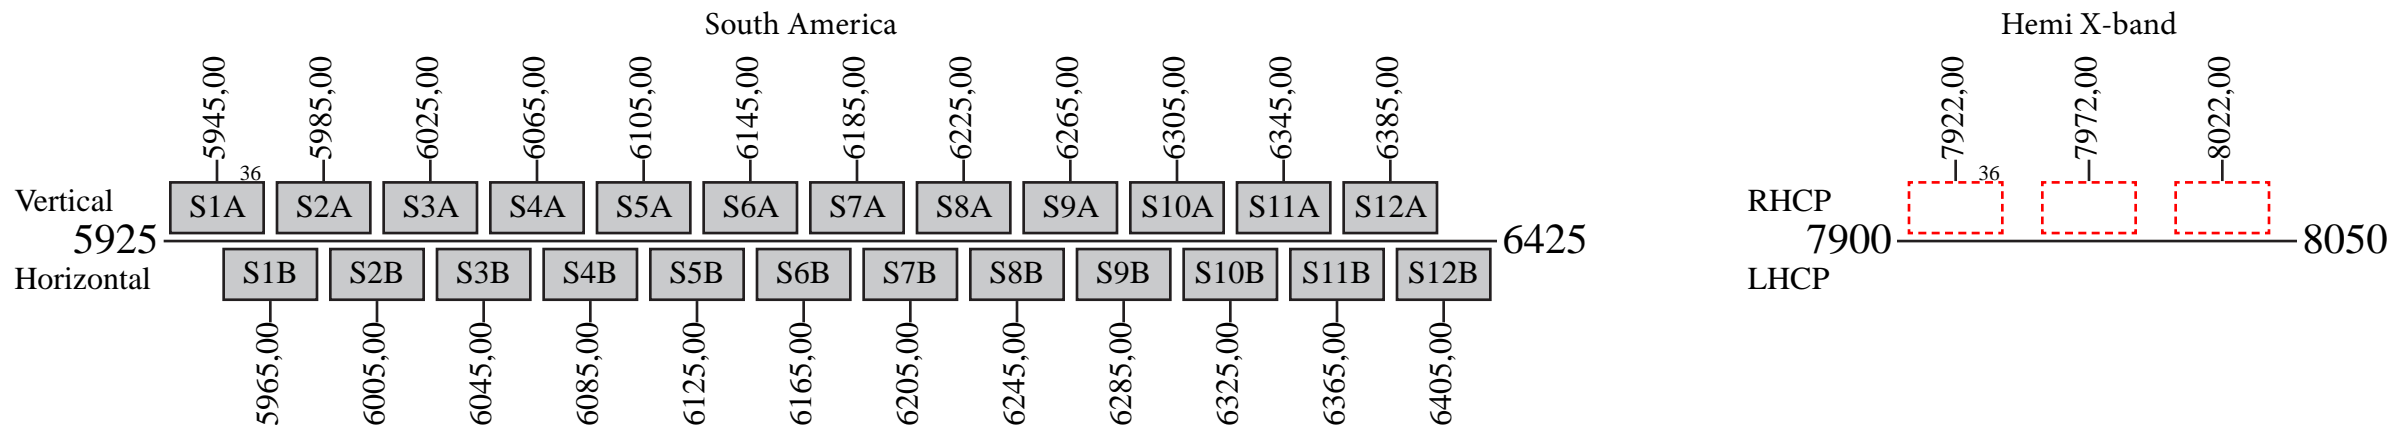 South America
5945,00 5985,00 6025,00 6065,00 6105,00 6145,00 6185,00 6225,00 6265,00 6305,00 6345,00 6385,00
36
Vertical S1A S2A S3A S4A S5A S6A S7A S8A S9A S10A S11A S12A
5925 6425
Horizontal S1B S2B S3B S4B S5B S6B S7B S8B S9B S10B S11B S12B
5965,00 6005,00 6045,00 6085,00 6125,00 6165,00 6205,00 6245,00 6285,00 6325,00 6365,00 6405,00
Hemi X-band
7922,00 7972,00 8022,00
36
RHCP
7900 8050
LHCP